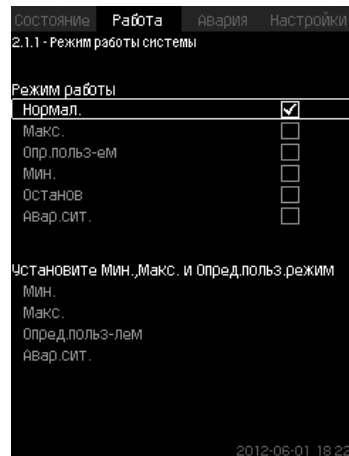 Состояние Работа Авария Настройки
2.1.1 - Режим работы системы
Режим работы
Нормал.
Макс.
Опр.польз-ем
Мин.
Останов
Авар.сит.
Установите Мин.,Макс. и Опред.польз.режим
Мин.
Макс.
Опред.польз-лем
Авар.сит.
2012-06-01 18:22